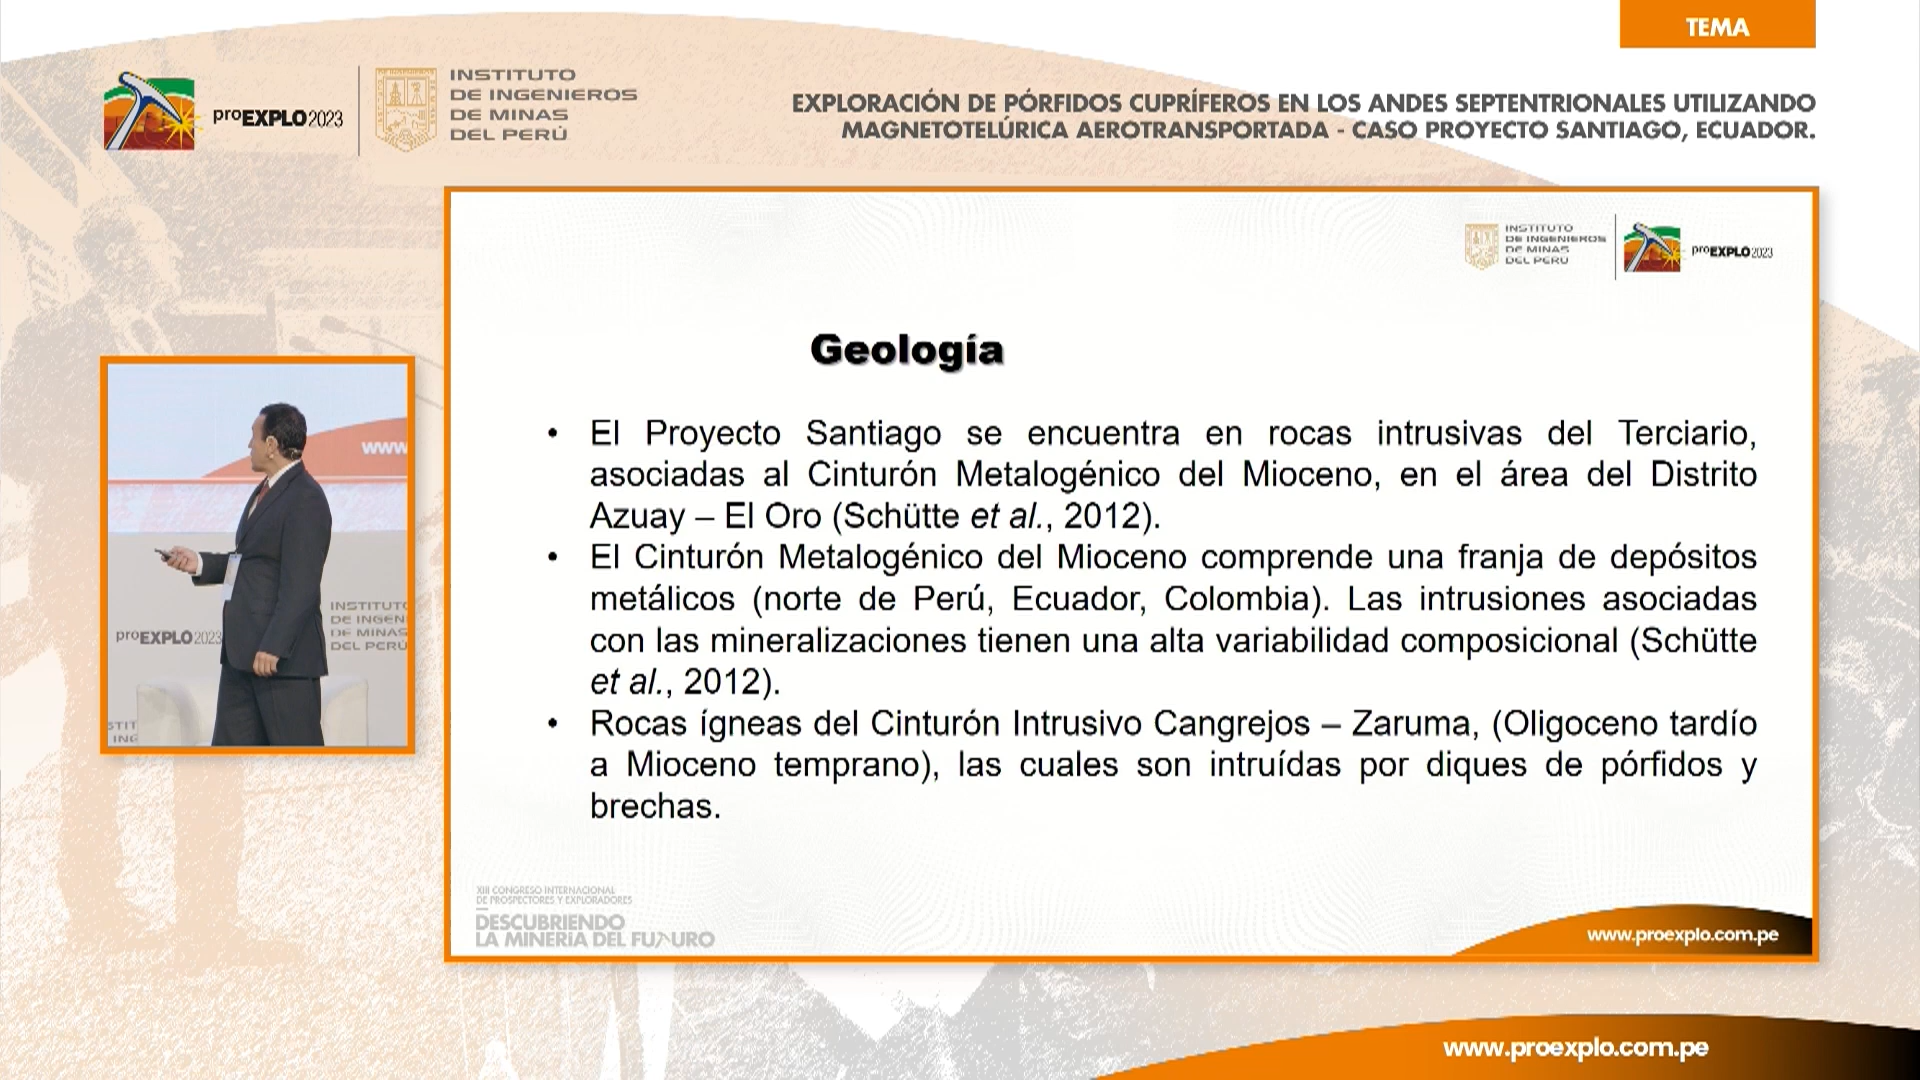 TEMA
proEXPLO2023
INSTITUTO
DE INGENIEROS
DE MINAS
DEL PERÚ
EXPLORACIÓN DE PÓRFIDOS CUPRÍFEROS EN LOS ANDES SEPTENTRIONALES UTILIZANDO
MAGNETOTELÚRICA AEROTRANSPORTADA - CASO PROYECTO SANTIAGO, ECUADOR.
INSTITUTO
DE INGENIEROS
DE MINAS
DEL PERÚ
proEXPLO2023
Geología
• El Proyecto Santiago se encuentra en rocas intrusivas del Terciario,
asociadas al Cinturón Metalogénico del Mioceno, en el área del Distrito
Azuay – El Oro (Schütte et al., 2012).
• El Cinturón Metalogénico del Mioceno comprende una franja de depósitos
metálicos (norte de Perú, Ecuador, Colombia). Las intrusiones asociadas
con las mineralizaciones tienen una alta variabilidad composicional (Schütte
et al., 2012).
• Rocas ígneas del Cinturón Intrusivo Cangrejos – Zaruma, (Oligoceno tardío
a Mioceno temprano), las cuales son intruídas por diques de pórfidos y
brechas.
XIII CONGRESO INTERNACIONAL
DE PROSPECTORES Y EXPLORADORES
DESCUBRIENDO
LA MINERÍA DEL FUTURO
www.proexplo.com.pe
www
proEXPLO2023
INSTITUTO
DE INGEN
DE MINAS
DEL PERÚ
STIT
ING
www.proexplo.com.pe